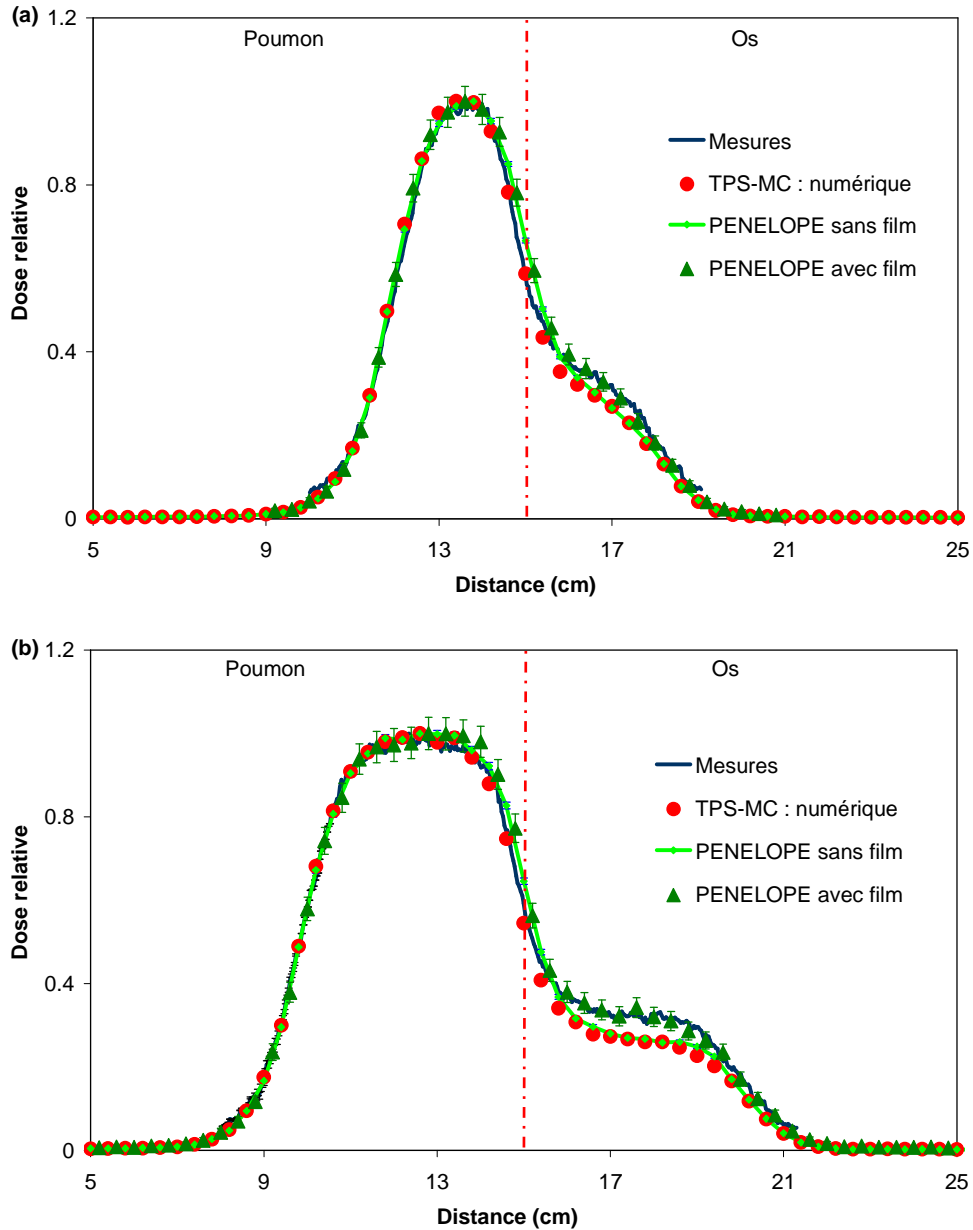 (a)
1.2
Poumon
Os
Mesures
0.8
TPS-MC : numérique
PENELOPE sans film
PENELOPE avec film
Dose relative
0.4
0
5
9
13
17
21
25
Distance (cm)
(b)
1.2
Poumon
Os
Mesures
0.8
TPS-MC : numérique
PENELOPE sans film
PENELOPE avec film
Dose relative
0.4
0
5
9
13
17
21
25
Distance (cm)